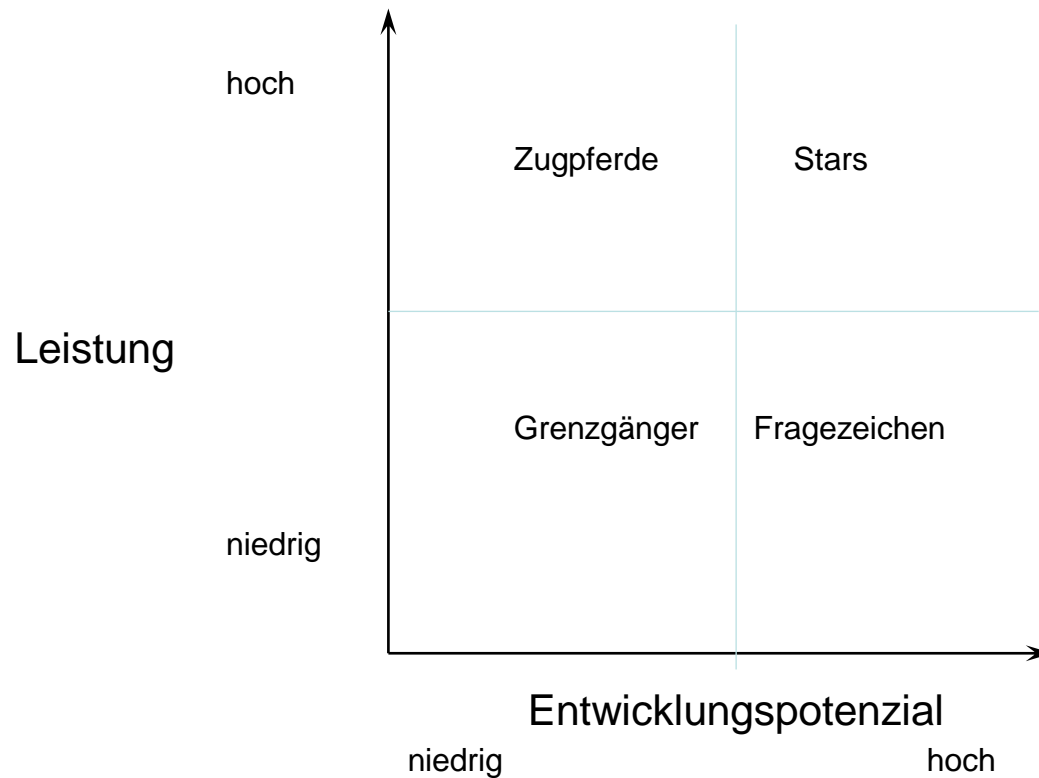 hoch
Zugpferde Stars
Leistung
Grenzgänger Fragezeichen
niedrig
Entwicklungspotenzial
niedrig hoch